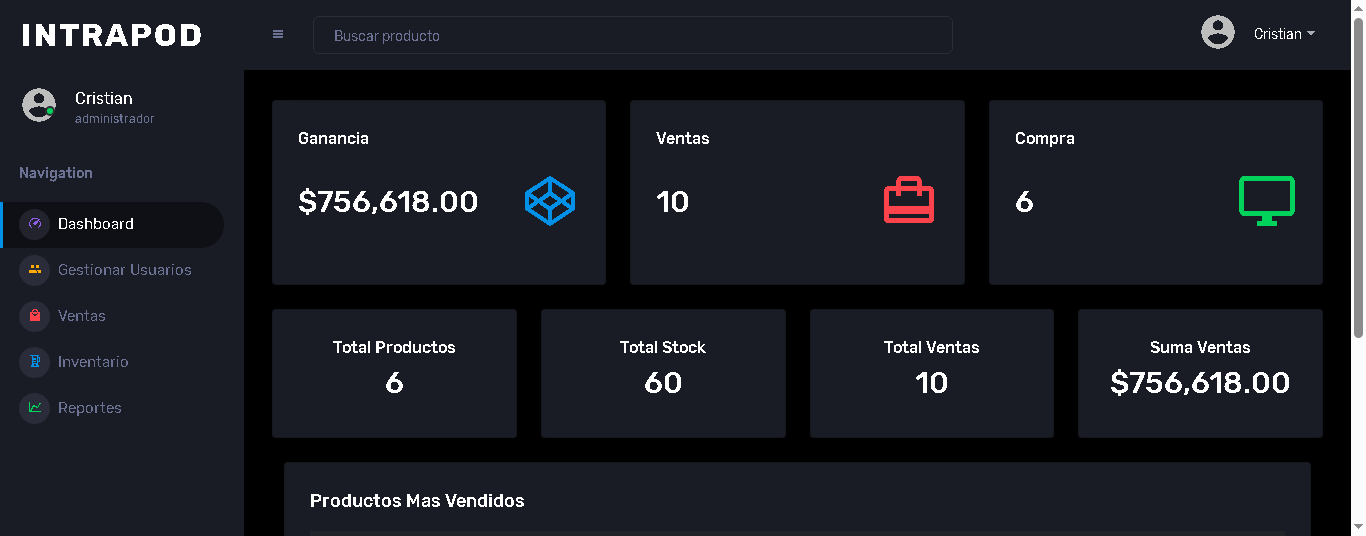 INTRAPOD
Buscar producto
Cristian
Cristian
administrador
Navigation
Dashboard
Gestionar Usuarios
Ventas
Inventario
Reportes
Ganancia
$756,618.00
Ventas
10
Compra
6
Total Productos
6
Total Stock
60
Total Ventas
10
Suma Ventas
$756,618.00
Productos Mas Vendidos